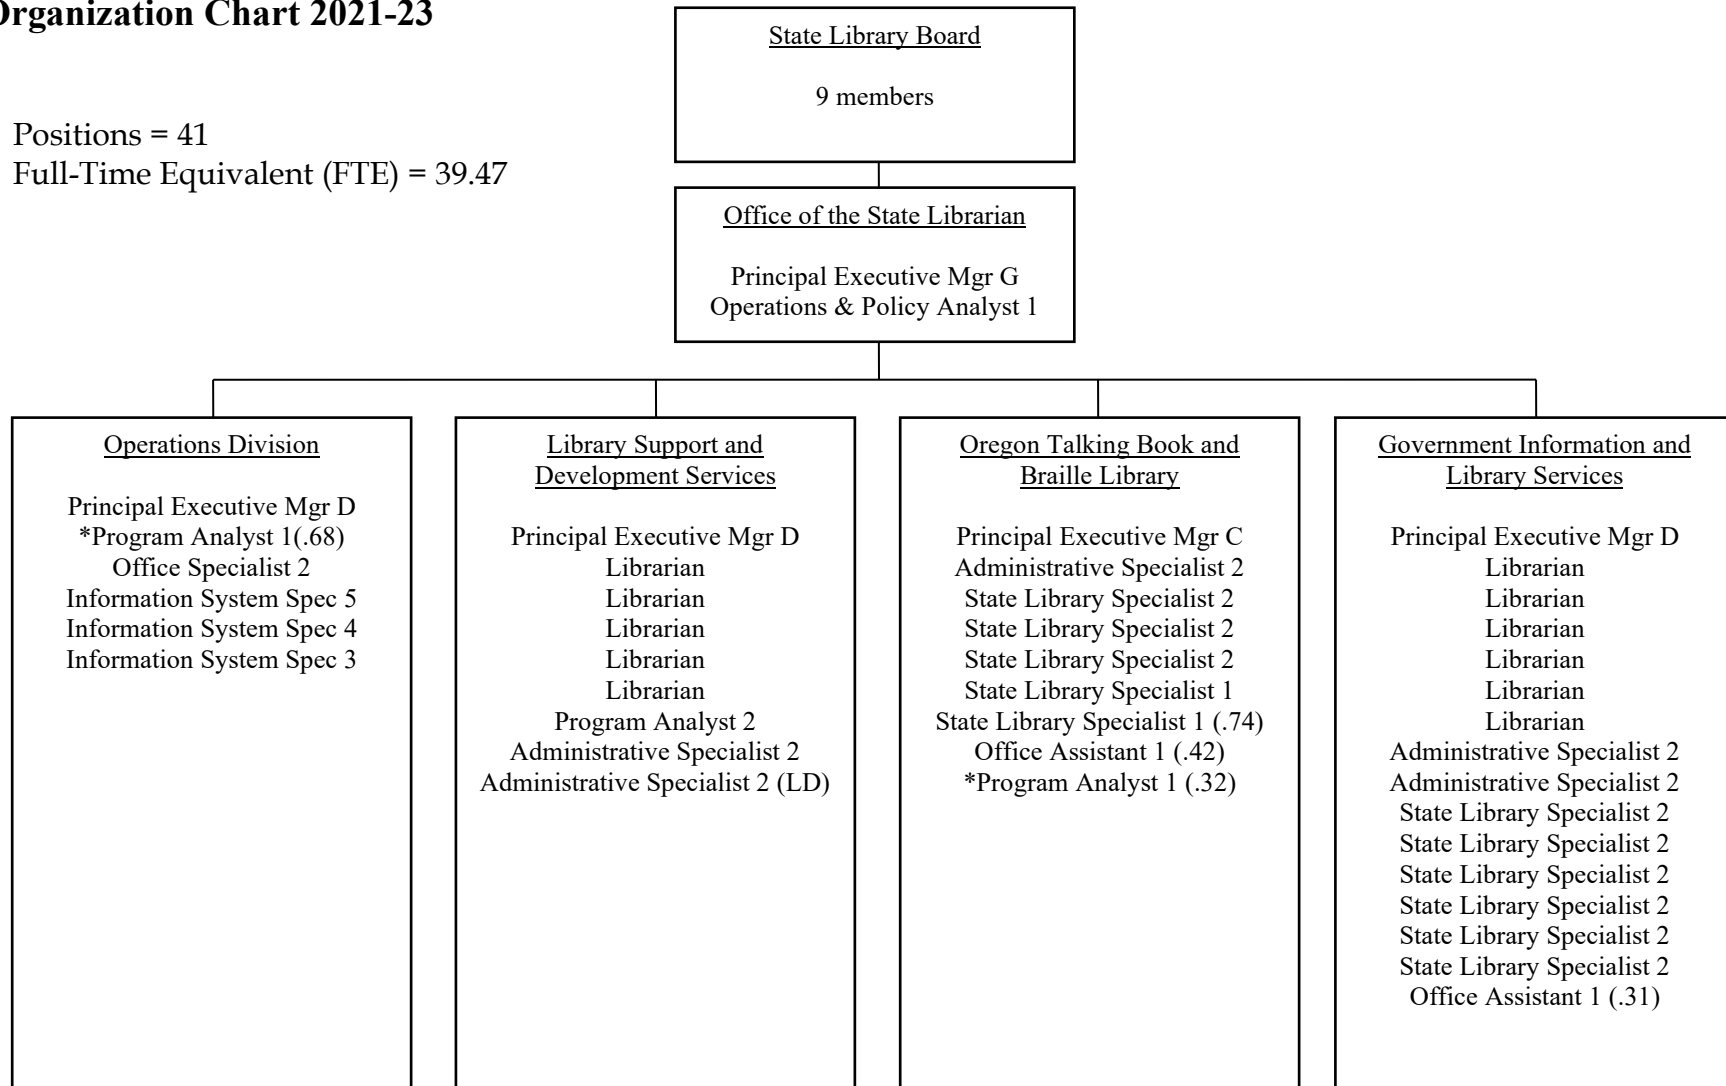 Organization Chart 2021-23
Positions = 41
Full-Time Equivalent (FTE) = 39.47
State Library Board
9 members
Office of the State Librarian
Principal Executive Mgr G
Operations & Policy Analyst 1
Operations Division
Principal Executive Mgr D
*Program Analyst 1(.68)
Office Specialist 2
Information System Spec 5
Information System Spec 4
Information System Spec 3
Library Support and
Development Services
Principal Executive Mgr D
Librarian
Librarian
Librarian
Librarian
Librarian
Program Analyst 2
Administrative Specialist 2
Administrative Specialist 2 (LD)
Oregon Talking Book and
Braille Library
Principal Executive Mgr C
Administrative Specialist 2
State Library Specialist 2
State Library Specialist 2
State Library Specialist 2
State Library Specialist 1
State Library Specialist 1 (.74)
Office Assistant 1 (.42)
*Program Analyst 1 (.32)
Government Information and
Library Services
Principal Executive Mgr D
Librarian
Librarian
Librarian
Librarian
Librarian
Librarian
Administrative Specialist 2
Administrative Specialist 2
State Library Specialist 2
State Library Specialist 2
State Library Specialist 2
State Library Specialist 2
State Library Specialist 2
State Library Specialist 2
Office Assistant 1 (.31)